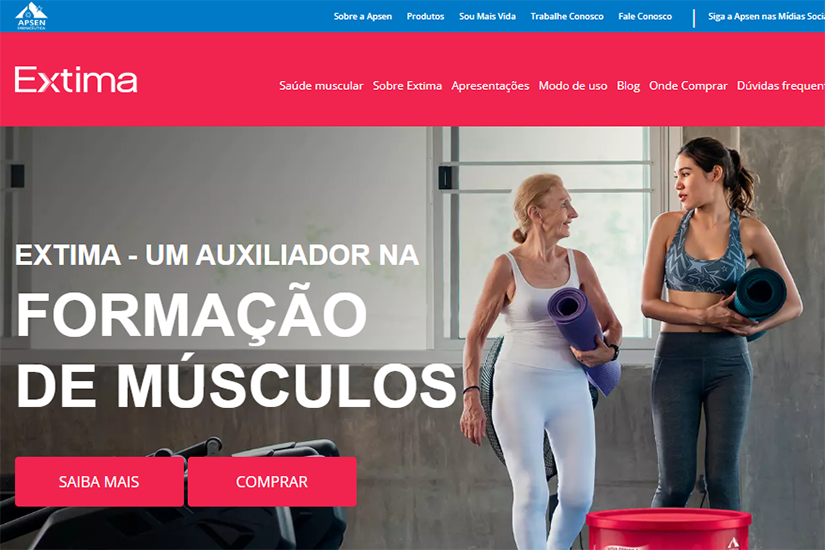 APSEN
FARMACÊUTICA
Sobre a Apsen Produtos Sou Mais Vida Trabalhe Conosco Fale Conosco Siga a Apsen nas Mídias Socia
Extima
Saúde muscular Sobre Extima Apresentações Modo de uso Blog Onde Comprar Dúvidas frequent
EXTIMA - UM AUXILIADOR NA
FORMAÇÃO
DE MÚSCULOS
SAIBA MAIS COMPRAR